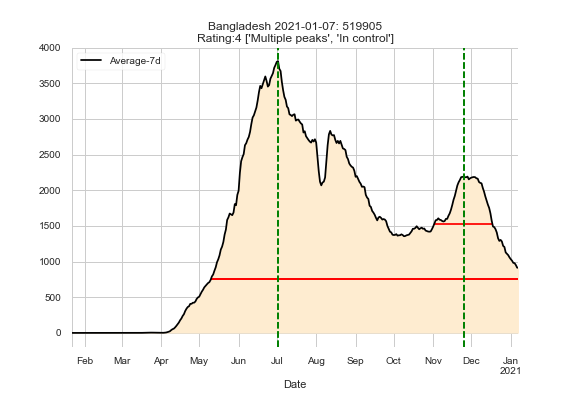 Bangladesh 2021-01-07: 519905
Rating:4 ['Multiple peaks', 'In control']
Average-7d
4000
3500
3000
2500
2000
1500
1000
500
0
Feb Mar Apr May Jun Jul Aug Sep Oct Nov Dec Jan
2021
Date